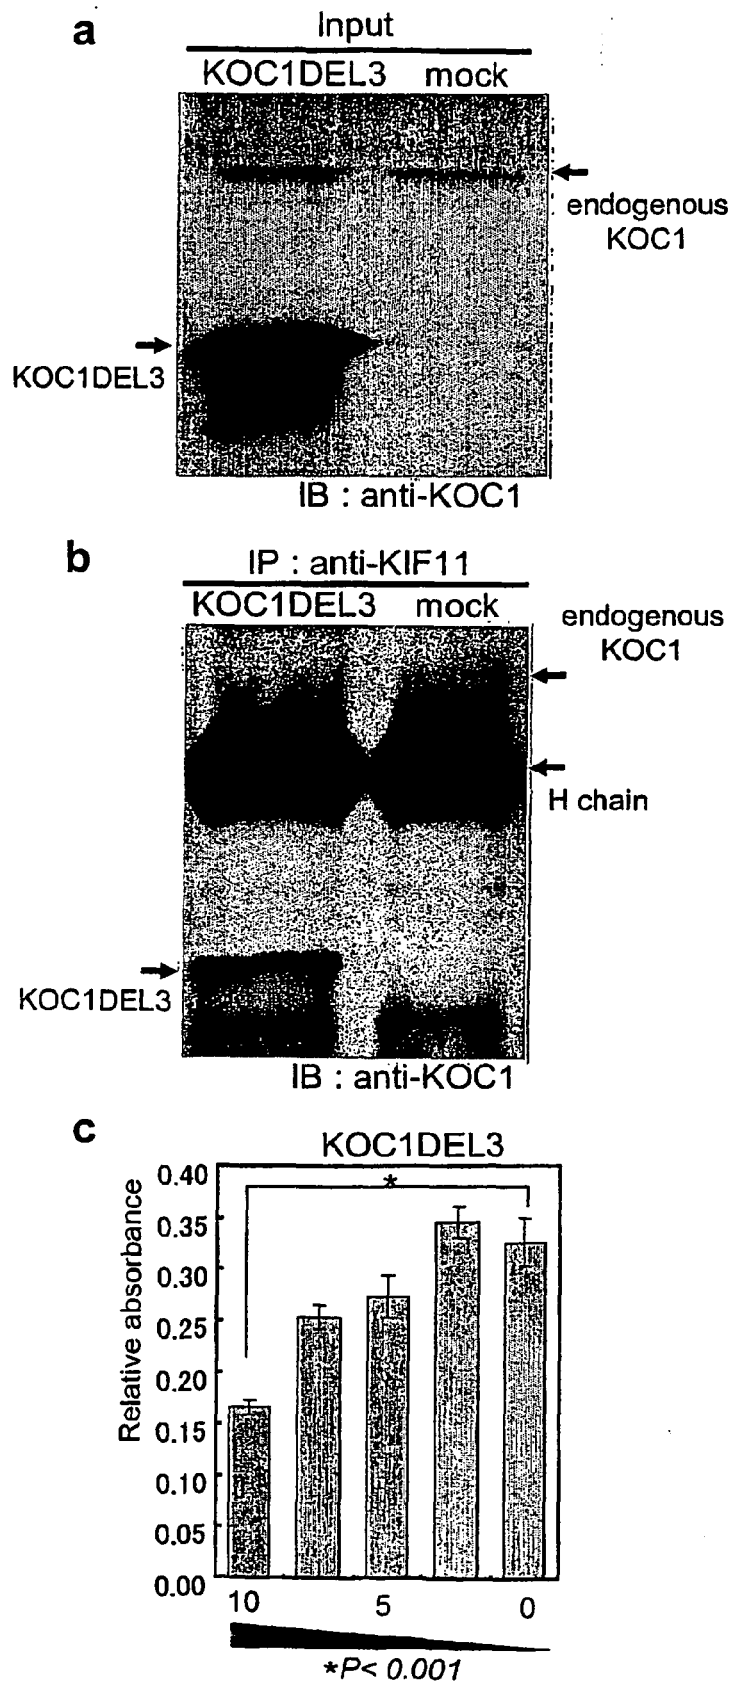 a
Input
KOC1DEL3 mock
endogenous
KOC1
KOC1DEL3
IB : anti-KOC1
b
IP : anti-KIF11
KOC1DEL3 mock
endogenous
KOC1
H chain
KOC1DEL3
IB : anti-KOC1
c
KOC1DEL3
Relative absorbance
0.40
0.35
0.30
0.25
0.20
0.15
0.10
0.05
0.00
*
10 5 0
*P< 0.001